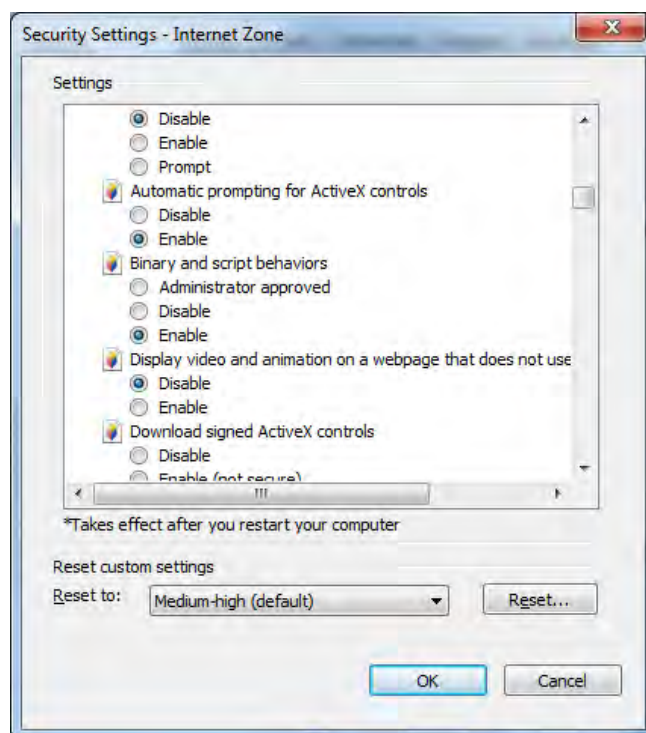 Security Settings - Internet Zone
Settings
Disable
Enable
Prompt
Automatic prompting for ActiveX controls
Disable
Enable
Binary and script behaviors
Administrator approved
Disable
Enable
Display video and animation on a webpage that does not use
Disable
Enable
Download signed ActiveX controls
Disable
Enable (not secure)
*Takes effect after you restart your computer
Reset custom settings
Reset to: Medium-high (default) Reset...
OK Cancel